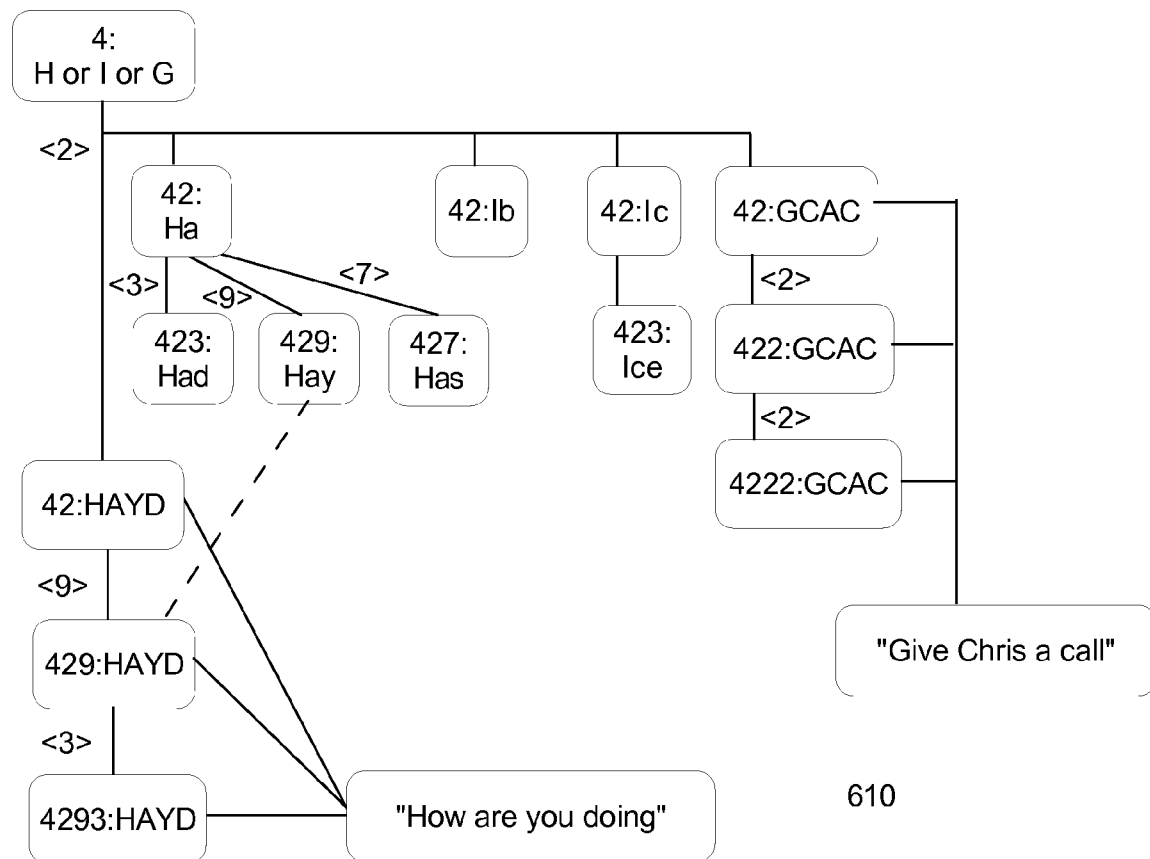 4:
H or I or G
<2>
42:
Ha
42:Ib
42:Ic
42:GCAC
<3>
<9>
<7>
<2>
423:
Had
429:
Hay
427:
Has
423:
Ice
422:GCAC
<2>
4222:GCAC
42:HAYD
<9>
429:HAYD
"Give Chris a call"
<3>
4293:HAYD
"How are you doing"
610